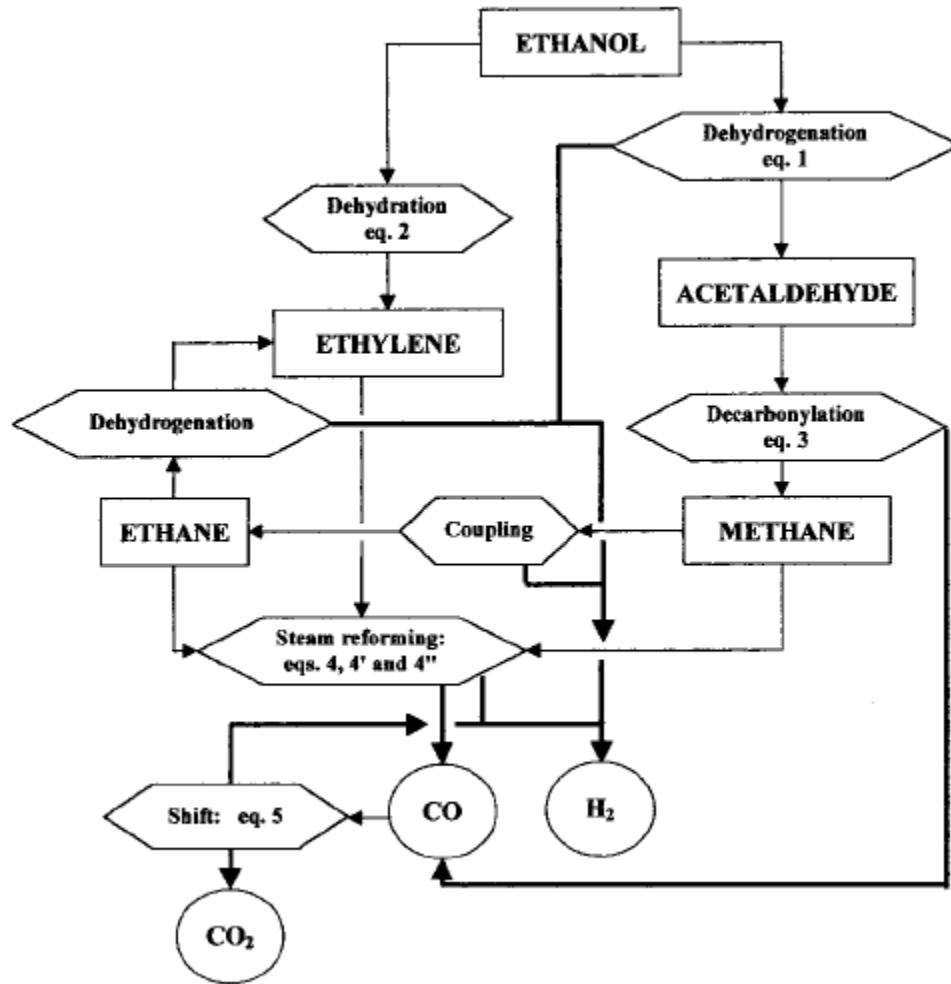 ETHANOL
Dehydrogenation
eq. 1
Dehydration
eq. 2
ACETALDEHYDE
ETHYLENE
Dehydrogenation
Decarbonylation
eq. 3
ETHANE
Coupling
METHANE
Steam reforming:
eqs. 4, 4' and 4"
Shift: eq. 5
CO
H₂
CO₂